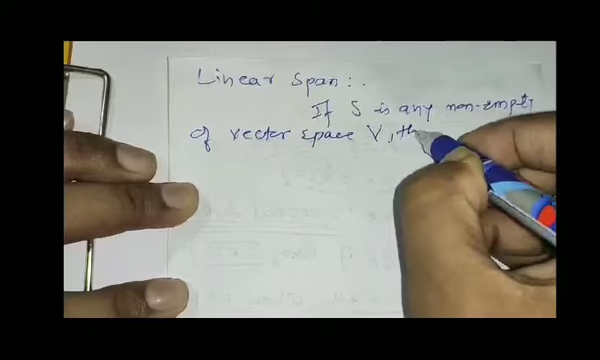 Linear Span:-
If S is any non-empty
of vector space V, th